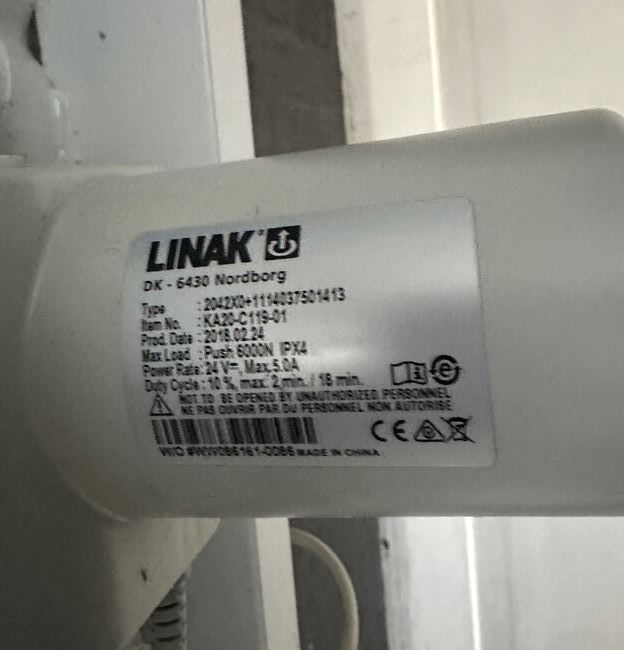 LINAK®
DK - 6430 Nordborg
Type : 2042X0+1114037501413
Item No. : KA20-C119-01
Prod. Date : 2018.02.24
Max Load : Push 6000N IPX4
Power Rate: 24 V⎓, Max. 5.0A
Duty Cycle : 10 %, max. 2 min. / 18 min.
NOT TO BE OPENED BY UNAUTHORIZED PERSONNEL
NE PAS OUVRIR PAR DU PERSONNEL NON AUTORISE
CE
W/O #WW086161-0086 MADE IN CHINA